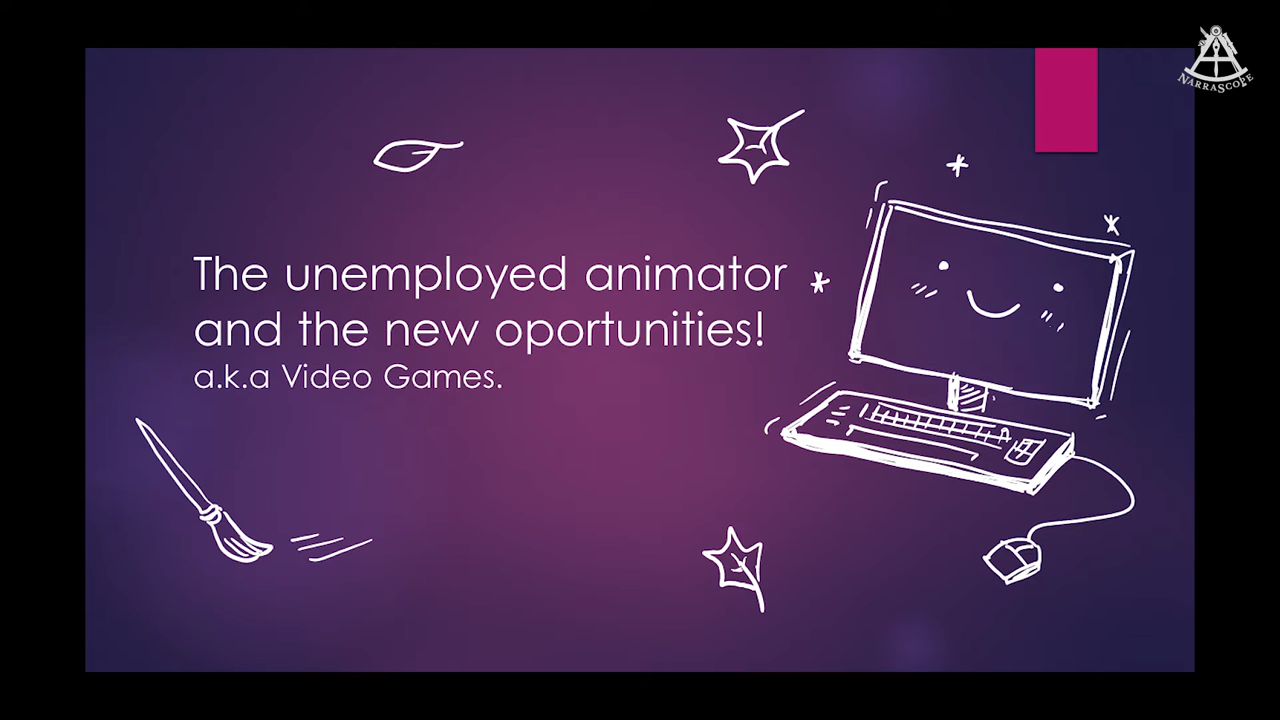 NARRASCOPE
The unemployed animator
and the new oportunities!
a.k.a Video Games.